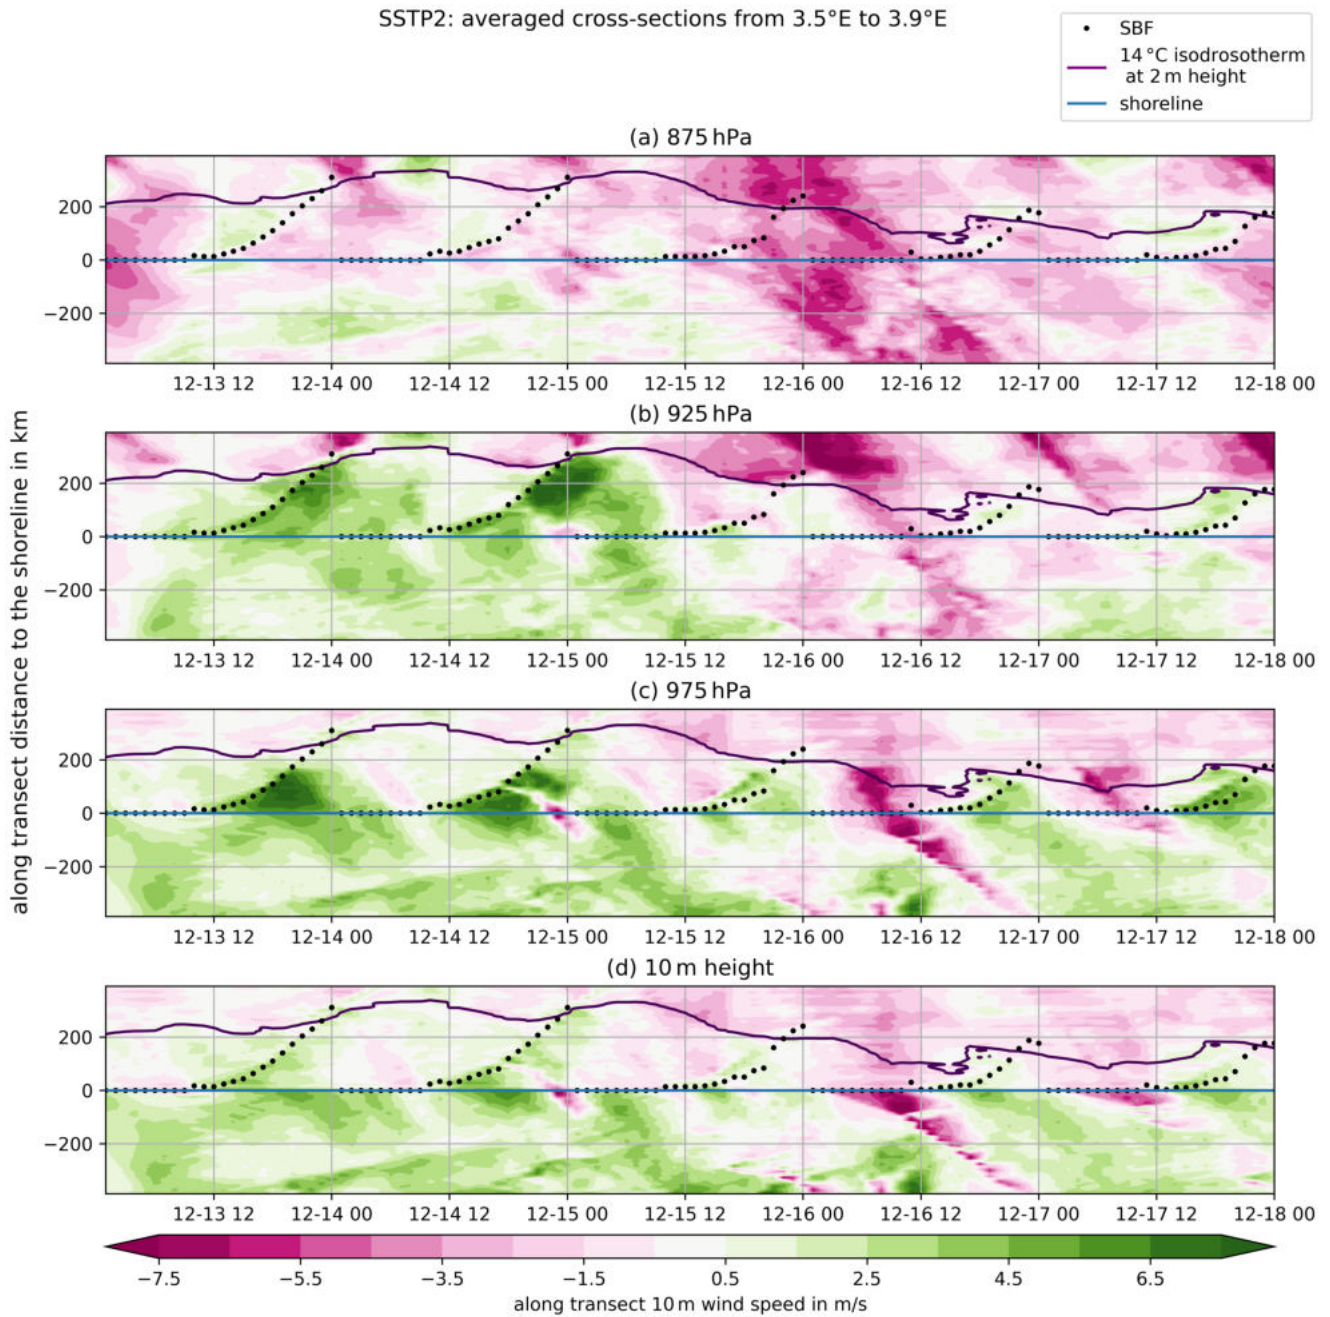 SSTP2: averaged cross-sections from 3.5°E to 3.9°E
SBF
14 °C isodrosotherm
at 2 m height
shoreline
(a) 875 hPa
200
0
−200
12-13 12 12-14 00 12-14 12 12-15 00 12-15 12 12-16 00 12-16 12 12-17 00 12-17 12 12-18 00
(b) 925 hPa
200
0
−200
12-13 12 12-14 00 12-14 12 12-15 00 12-15 12 12-16 00 12-16 12 12-17 00 12-17 12 12-18 00
along transect distance to the shoreline in km
(c) 975 hPa
200
0
−200
12-13 12 12-14 00 12-14 12 12-15 00 12-15 12 12-16 00 12-16 12 12-17 00 12-17 12 12-18 00
(d) 10 m height
200
0
−200
12-13 12 12-14 00 12-14 12 12-15 00 12-15 12 12-16 00 12-16 12 12-17 00 12-17 12 12-18 00
−7.5 −5.5 −3.5 −1.5 0.5 2.5 4.5 6.5
along transect 10 m wind speed in m/s